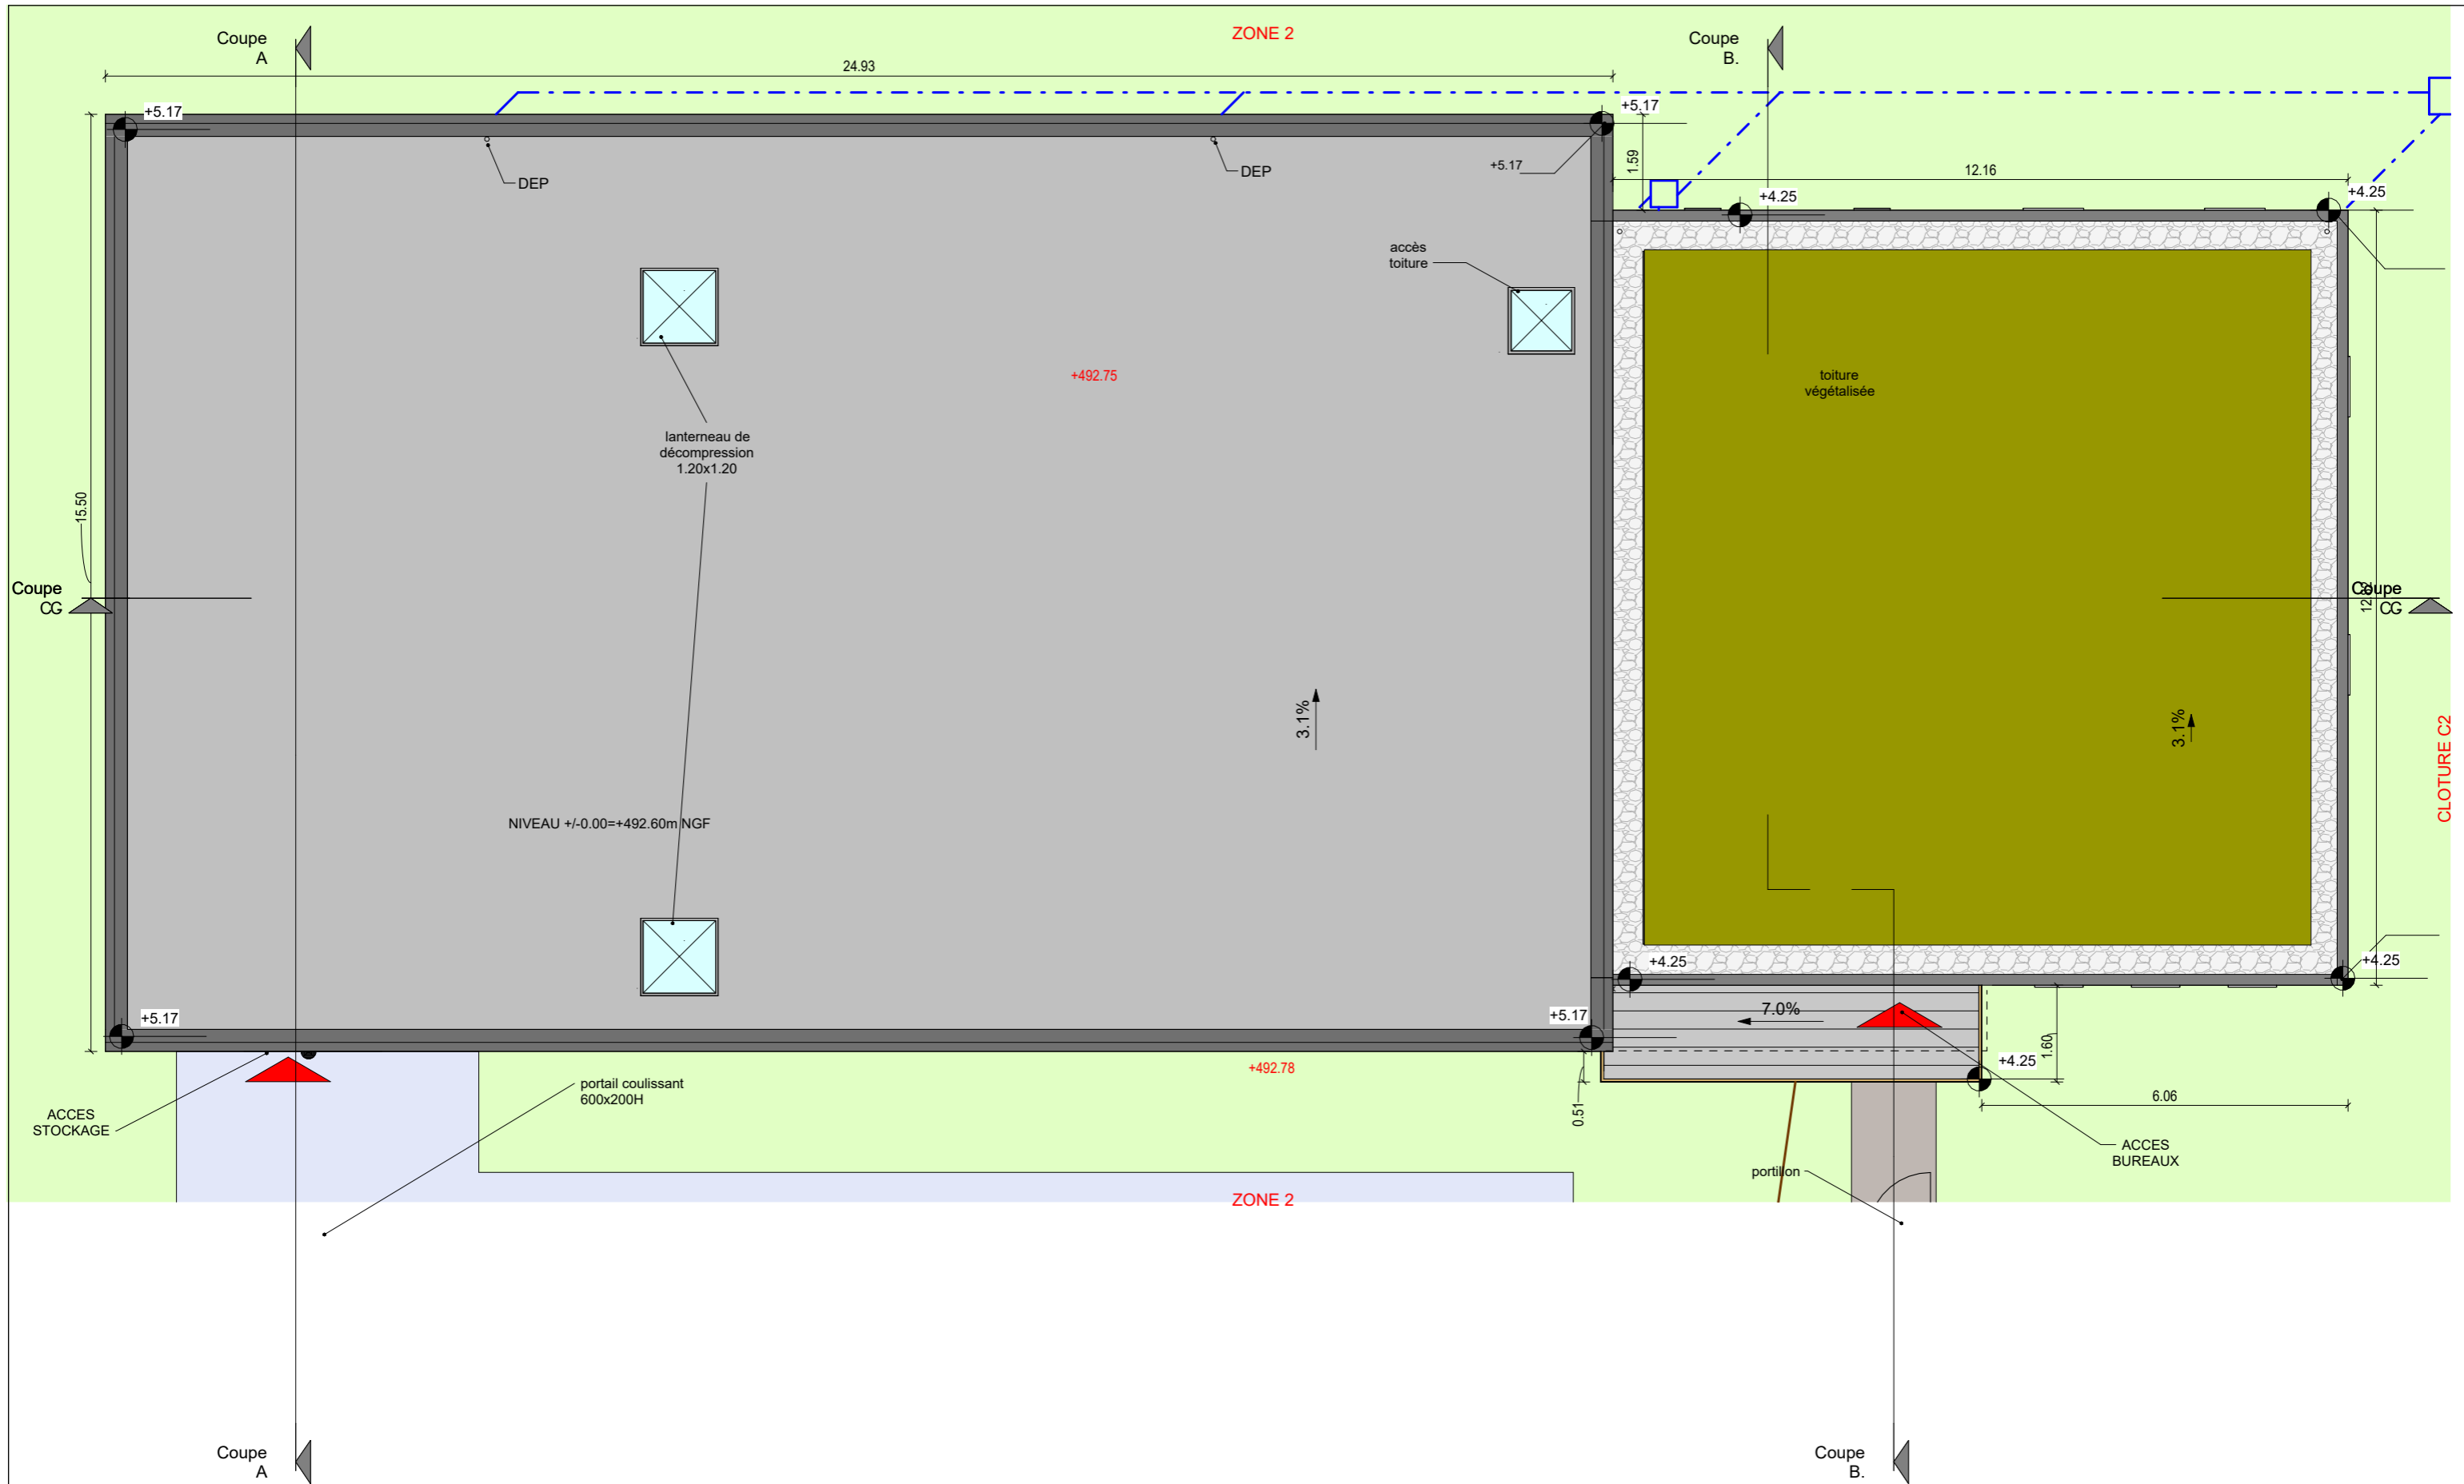 Coupe
A
ZONE 2
Coupe
B.
24.93
+5.17
+5.17
+5.17
1.59
12.16
+4.25
+4.25
DEP
DEP
accès
toiture
+492.75
toiture
végétalisée
lanterneau de
décompression
1.20x1.20
15.50
Coupe
CG
Coupe
CG
3.1%
3.1%
CLOTURE C2
NIVEAU +/-0.00=+492.60m NGF
+4.25
+4.25
+5.17
+5.17
7.0%
+492.78
+4.25
1.60
0.51
6.06
portail coulissant
600x200H
ACCES
STOCKAGE
ACCES
BUREAUX
portillon
ZONE 2
Coupe
A
Coupe
B.